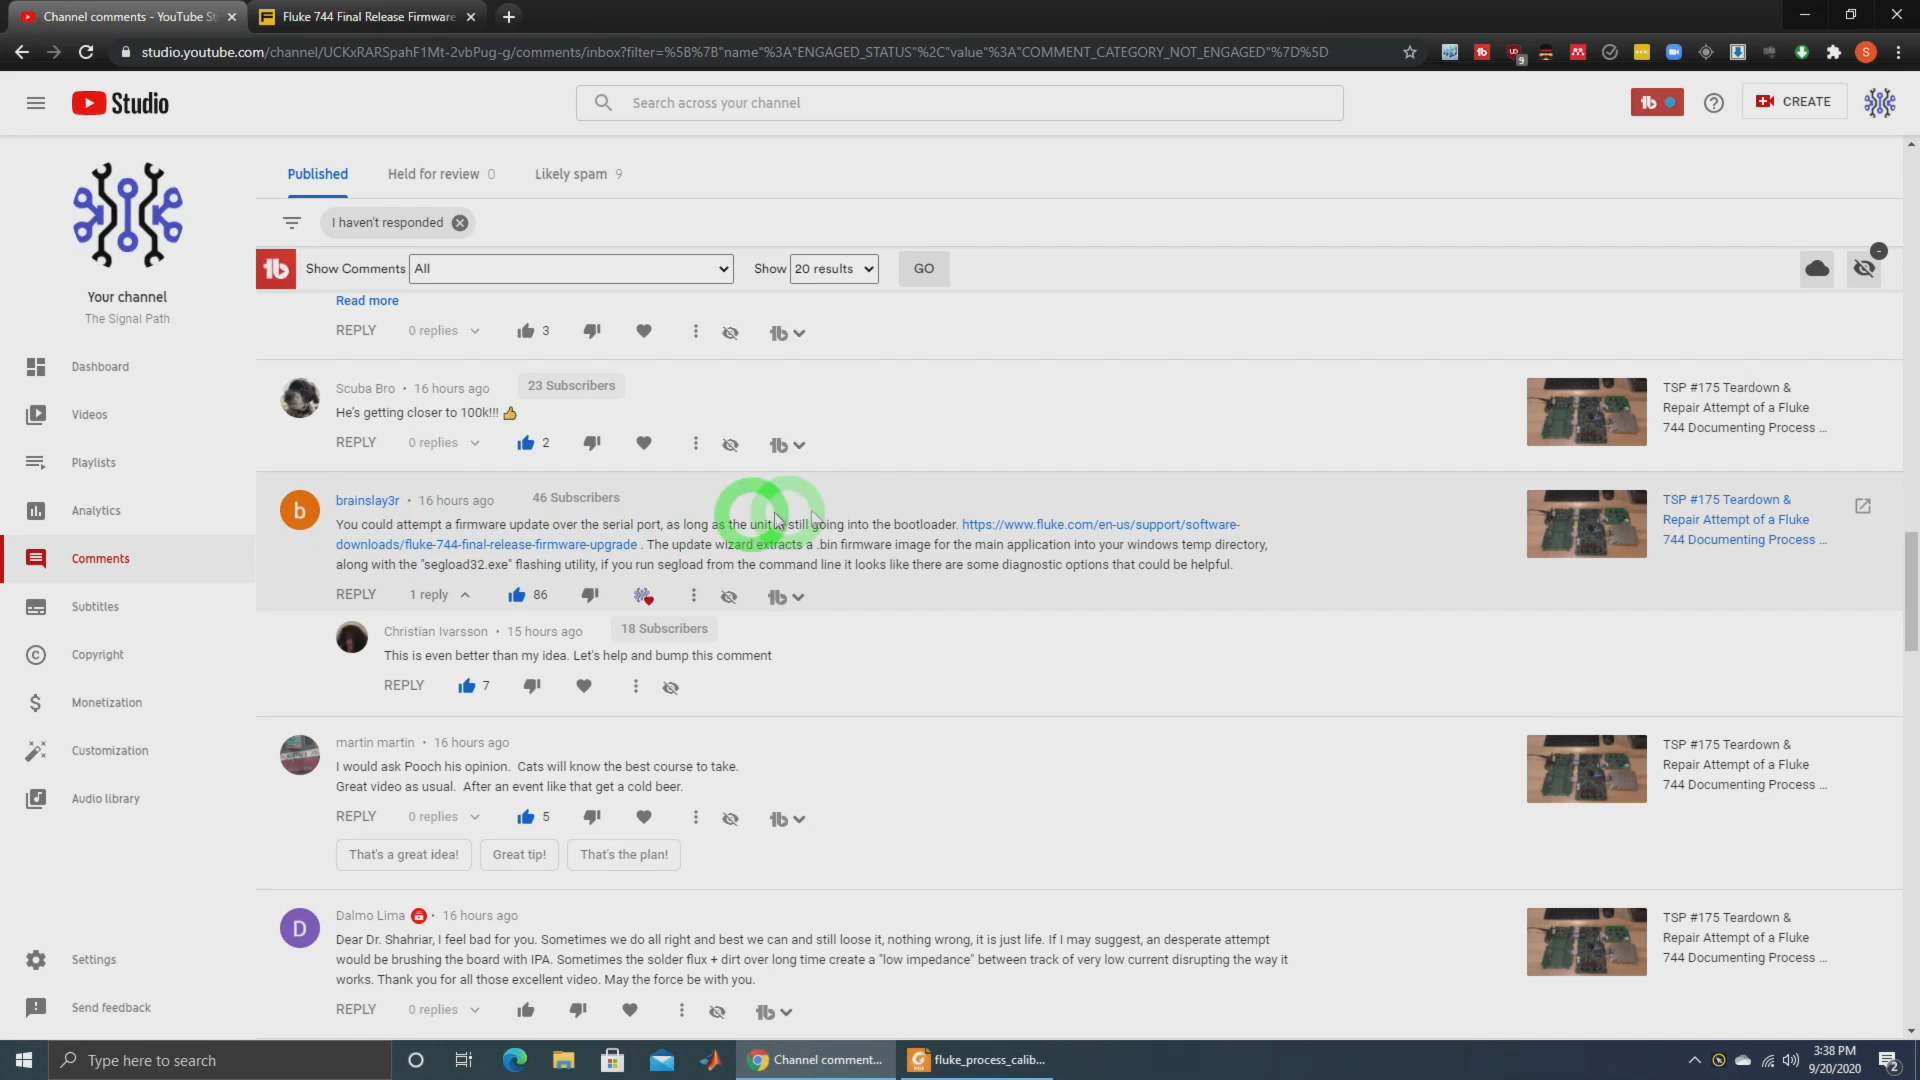 Channel comments - YouTube St
Fluke 744 Final Release Firmware
studio.youtube.com/channel/UCKxRARSpahF1Mt-2vbPug-g/comments/inbox?filter=%5B%7B"name"%3A"ENGAGED_STATUS"%2C"value"%3A"COMMENT_CATEGORY_NOT_ENGAGED"%7D%5D
9
S
Studio
Search across your channel
CREATE
Your channel
The Signal Path
Dashboard
Videos
Playlists
Analytics
Comments
Subtitles
Copyright
Monetization
Customization
Audio library
Settings
Send feedback
Published
Held for review 0
Likely spam 9
I haven't responded
Show Comments All
Show 20 results
GO
Read more
REPLY 0 replies 3
Scuba Bro • 16 hours ago 23 Subscribers
He's getting closer to 100k!!! 👍
REPLY 0 replies 2
TSP #175 Teardown &
Repair Attempt of a Fluke
744 Documenting Process ...
b
brainslay3r • 16 hours ago 46 Subscribers
You could attempt a firmware update over the serial port, as long as the unit is still going into the bootloader. https://www.fluke.com/en-us/support/software-
downloads/fluke-744-final-release-firmware-upgrade . The update wizard extracts a .bin firmware image for the main application into your windows temp directory,
along with the "segload32.exe" flashing utility, if you run segload from the command line it looks like there are some diagnostic options that could be helpful.
REPLY 1 reply 86
TSP #175 Teardown &
Repair Attempt of a Fluke
744 Documenting Process ...
Christian Ivarsson • 15 hours ago 18 Subscribers
This is even better than my idea. Let's help and bump this comment
REPLY 7
martin martin • 16 hours ago
I would ask Pooch his opinion. Cats will know the best course to take.
Great video as usual. After an event like that get a cold beer.
REPLY 0 replies 5
That's a great idea! Great tip! That's the plan!
TSP #175 Teardown &
Repair Attempt of a Fluke
744 Documenting Process ...
D
Dalmo Lima • 16 hours ago
Dear Dr. Shahriar, I feel bad for you. Sometimes we do all right and best we can and still loose it, nothing wrong, it is just life. If I may suggest, an desperate attempt
would be brushing the board with IPA. Sometimes the solder flux + dirt over long time create a "low impedance" between track of very low current disrupting the way it
works. Thank you for all those excellent video. May the force be with you.
REPLY 0 replies
TSP #175 Teardown &
Repair Attempt of a Fluke
744 Documenting Process ...
Type here to search
Channel comment...
fluke_process_calib...
3:38 PM
9/20/2020
2